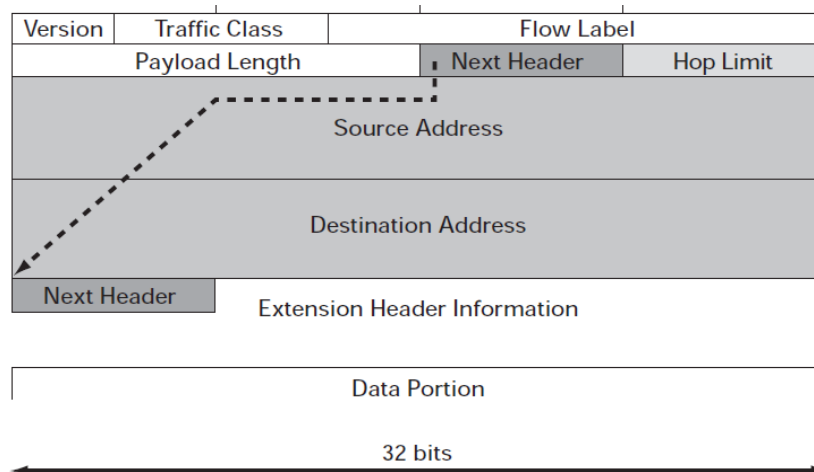 Version Traffic Class Flow Label
Payload Length Next Header Hop Limit
Source Address
Destination Address
Next Header
Extension Header Information
Data Portion
32 bits